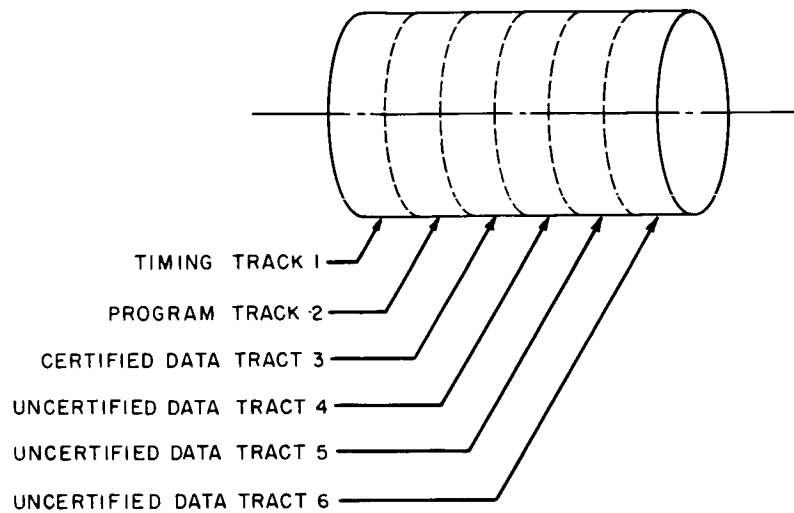 TIMING TRACK 1
PROGRAM TRACK 2
CERTIFIED DATA TRACT 3
UNCERTIFIED DATA TRACT 4
UNCERTIFIED DATA TRACT 5
UNCERTIFIED DATA TRACT 6